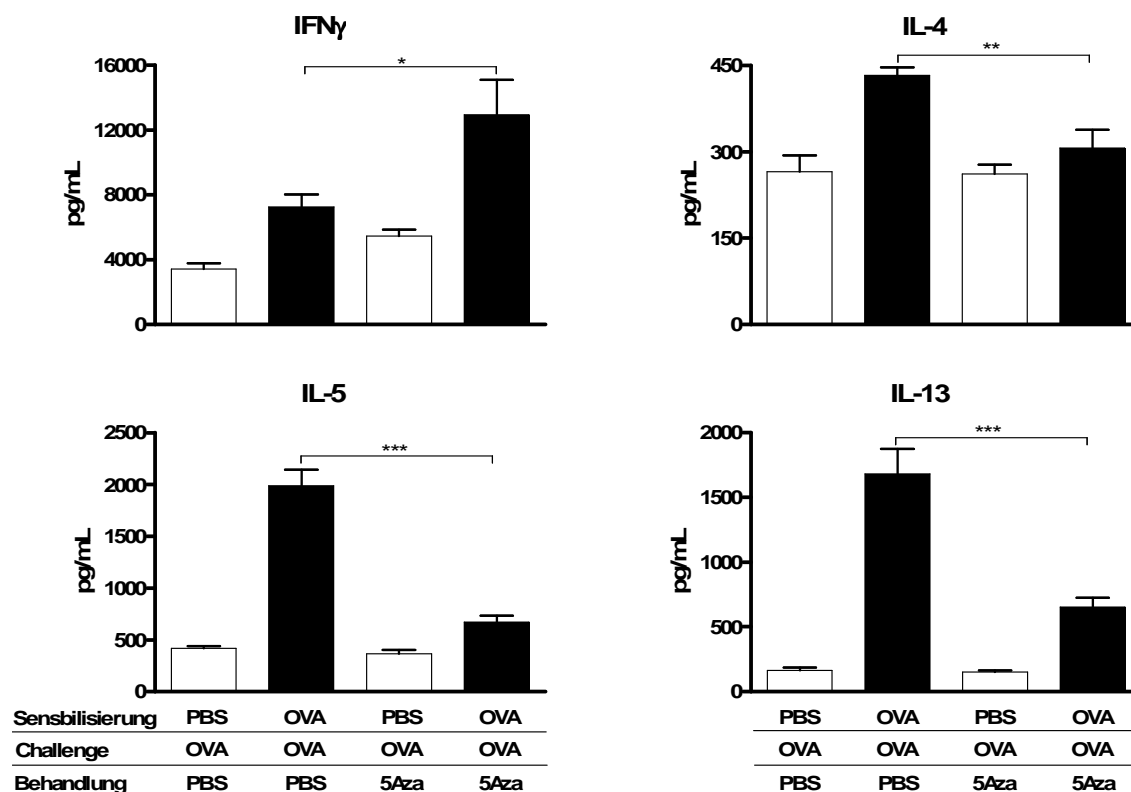 IFNγ
IL-4
*
**
pg/mL
16000
12000
8000
4000
0
pg/mL
450
300
150
0
IL-5
IL-13
***
***
pg/mL
2500
2000
1500
1000
500
0
pg/mL
2000
1500
1000
500
0
Sensbilisierung PBS OVA PBS OVA PBS OVA PBS OVA
Challenge OVA OVA OVA OVA OVA OVA OVA OVA
Behandlung PBS PBS 5Aza 5Aza PBS PBS 5Aza 5Aza